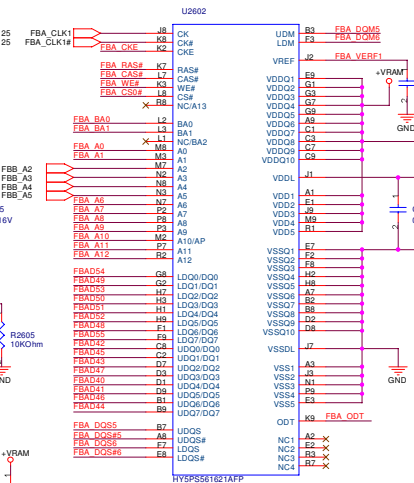 U2602
25 FBA_CLK1 J8 CK UDM B3 FBA_DQM5
25 FBA_CLK1# K8 CK# LDM F3 FBA_DQM6
FBA_CKE K2 CKE
VREF J2 FBA_VERF1
FBA_RAS# K7 RAS# +VRAM
FBA_CAS# L7 CAS# VDDQ1 E9
FBA_WE# K3 WE# VDDQ2 G1
FBA_CS0# L8 CS# VDDQ3 G3
R8 NC/A13 VDDQ4 G7
VDDQ5 G9
FBA_BA0 L2 BA0 VDDQ6 A9
FBA_BA1 L3 BA1 VDDQ7 C1
L1 NC/BA2 VDDQ8 C3
FBA_A0 M8 A0 VDDQ9 C7
FBA_A1 M3 A1 VDDQ10 C9
FBB_A2 M7 A2
FBB_A3 N2 A3 VDDL J1
FBB_A4 N8 A4
FBB_A5 N3 A5 VDD1 A1
FBA_A6 N7 A6 VDD2 E1
FBA_A7 P2 A7 VDD3 J9
FBA_A8 P8 A8 VDD4 M9
FBA_A9 P3 A9 VDD5 R1
FBA_A10 M2 A10/AP
FBA_A11 P7 A11 VSSQ1 E7
FBA_A12 R2 A12 VSSQ2 F2
VSSQ3 F8
FBAD54 G8 LDQ0/DQ0 VSSQ4 H2
FBAD49 G2 LDQ1/DQ1 VSSQ5 H8
FBAD53 H7 LDQ2/DQ2 VSSQ6 A7
FBAD50 H3 LDQ3/DQ3 VSSQ7 B2
FBAD51 H1 LDQ4/DQ4 VSSQ8 B8
FBAD52 H9 LDQ5/DQ5 VSSQ9 D2
FBAD48 F1 LDQ6/DQ6 VSSQ10 D8
FBAD55 F9 LDQ7/DQ7
FBAD42 C8 UDQ0/DQ0 VSSDL J7
FBAD45 C2 UDQ1/DQ1
FBAD43 D7 UDQ2/DQ2 VSS1 A3
FBAD47 D3 UDQ3/DQ3 VSS2 J3
FBAD40 D1 UDQ4/DQ4 VSS3 N1
FBAD41 D9 UDQ5/DQ5 VSS4 P9
FBAD46 B1 UDQ6/DQ6 VSS5 E3
FBAD44 B9 UDQ7/DQ7
ODT K9 FBA_ODT
FBA_DQS5 B7 UDQS
FBA_DQS#5 A8 UDQS# NC1 A2
FBA_DQS6 F7 LDQS NC2 E2
FBA_DQS#6 E8 LDQS# NC3 R3
NC4 R7
HY5PS561621AFP
R2605
10KOhm
+VRAM
GND
GND
1
2
2
1